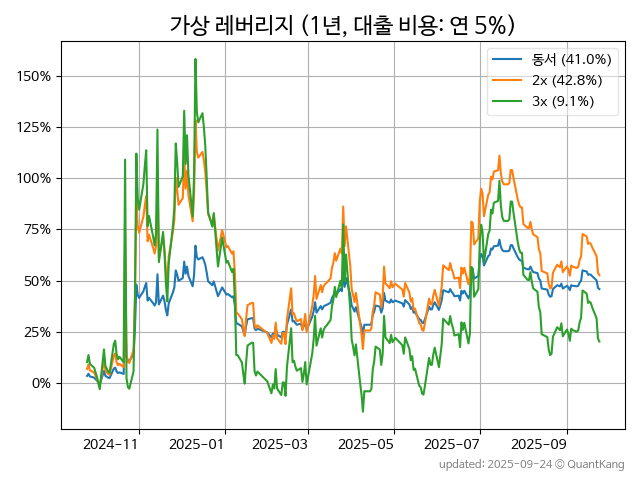 가상 레버리지 (1년, 대출 비용: 연 5%)
동서 (41.0%)
2x (42.8%)
3x (9.1%)
150%
125%
100%
75%
50%
25%
0%
2024-11 2025-01 2025-03 2025-05 2025-07 2025-09
updated: 2025-09-24 © QuantKang